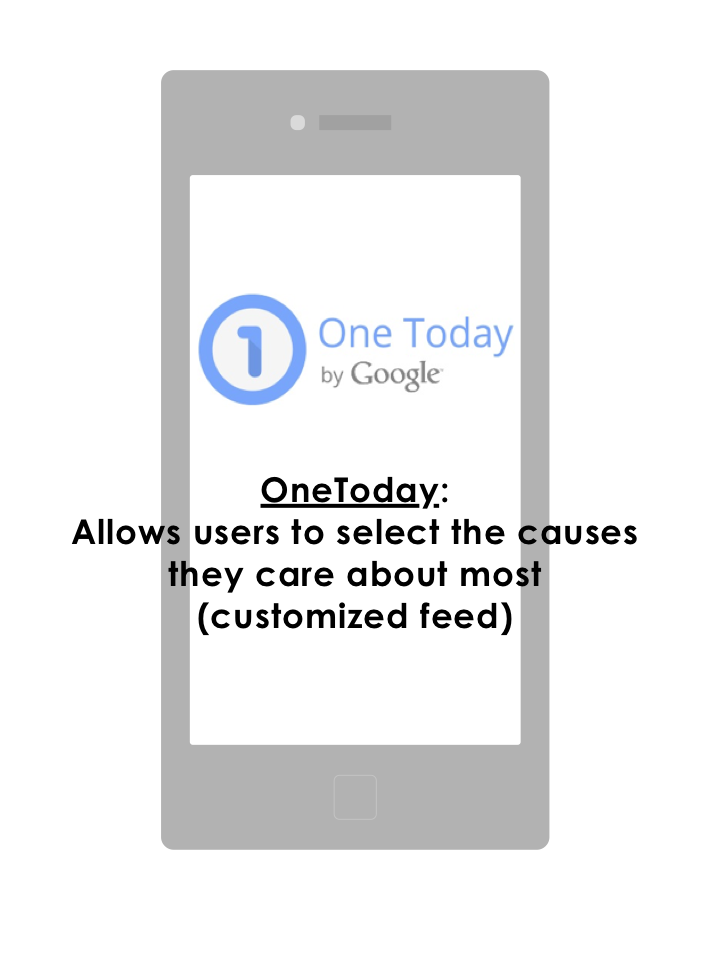 1 One Today
by Google
OneToday:
Allows users to select the causes
they care about most
(customized feed)